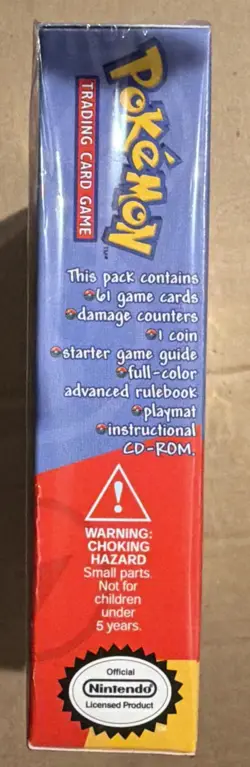 POKéMON
TRADING CARD GAME
TM
This pack contains
61 game cards
damage counters
1 coin
starter game guide
full-color
advanced rulebook
playmat
instructional
CD-ROM.
WARNING:
CHOKING
HAZARD
Small parts.
Not for
children
under
5 years.
Official
Nintendo
Licensed Product